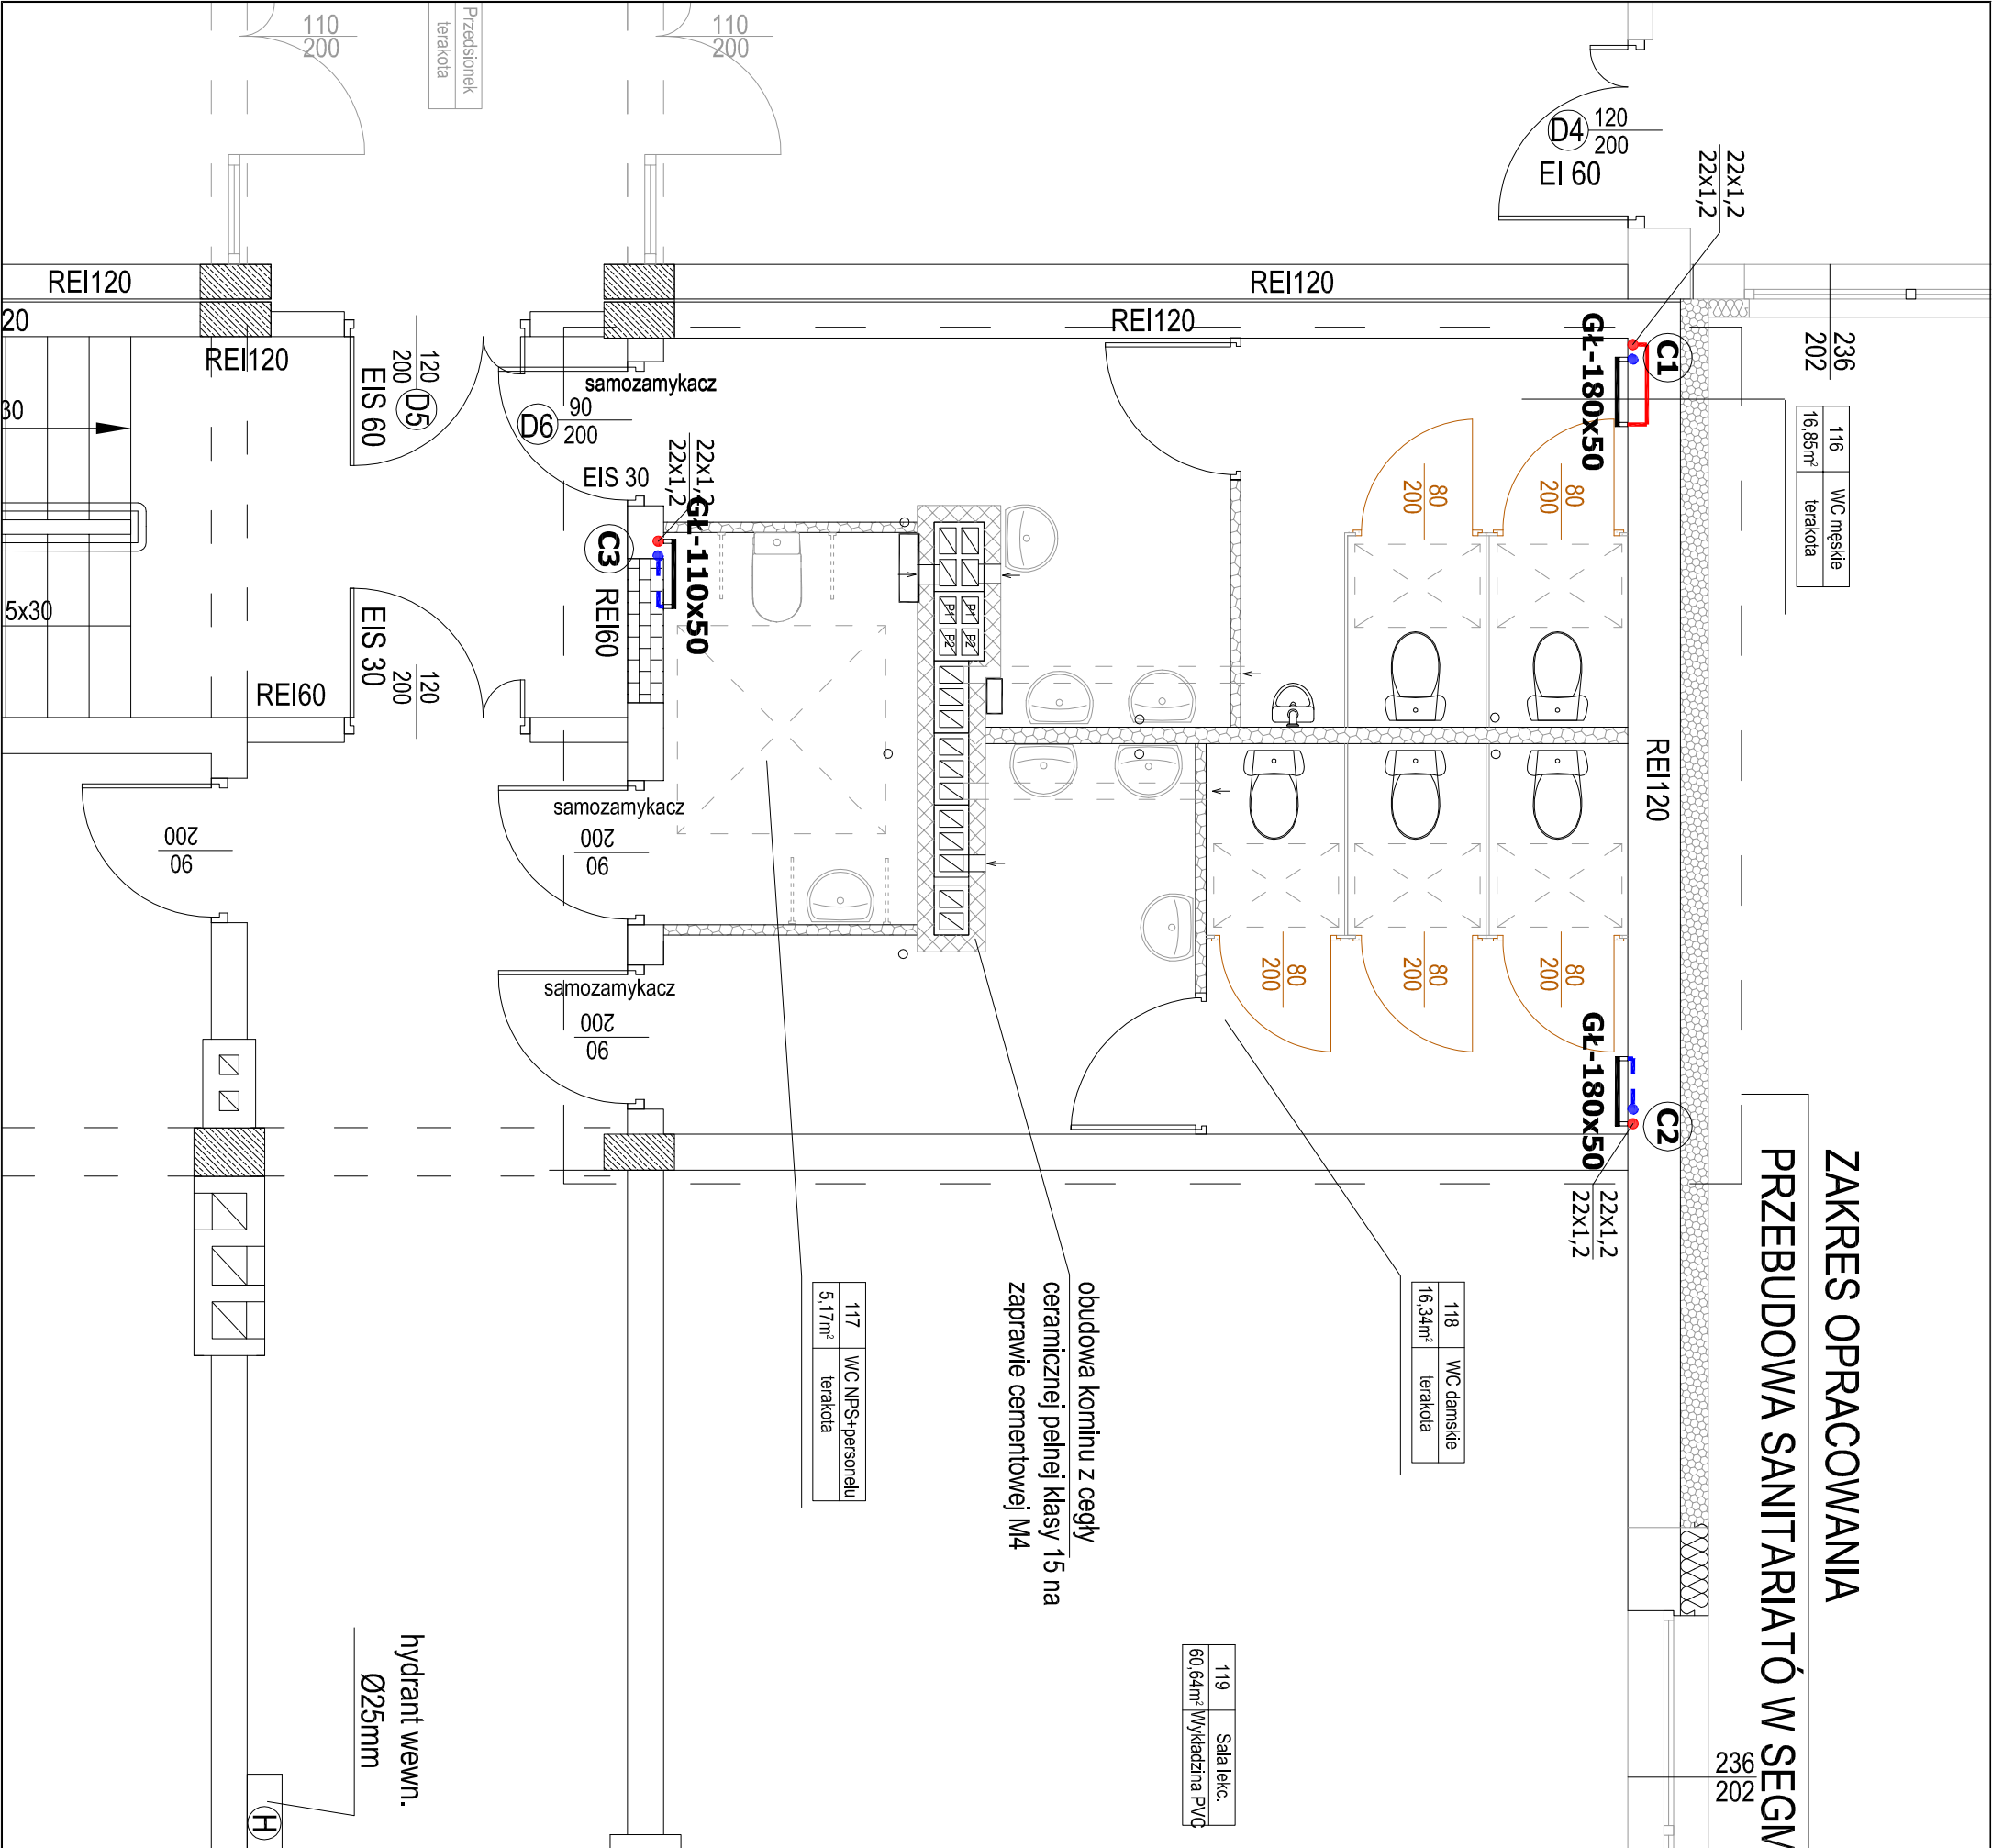 110
200
Przedsionek
terakota
110
200
D4
120
200
EI 60
22x1,2
22x1,2
REI120
REI120
REI120
20
REI120
236
202
C1
GŁ-180x50
116 WC męskie
16,85m² terakota
120
200
D5
EIS 60
samozamykacz
D6
90
200
EIS 30
22x1,2
22x1,2
GŁ-110x50
C3
REI60
30
5x30
80
200
80
200
P1
P1
P2
P2
EIS 30
120
200
REI60
REI120
samozamykacz
90
200
90
200
samozamykacz
90
200
80
200
80
200
80
200
GŁ-180x50
C2
22x1,2
22x1,2
ZAKRES OPRACOWANIA
PRZEBUDOWA SANITARIATÓ W SEGM
117 WC NPS+personelu
5,17m² terakota
obudowa kominu z cegły
ceramicznej pełnej klasy 15 na
zaprawie cementowej M4
118 WC damskie
16,34m² terakota
119 Sala lekc.
60,64m² Wykładzina PVC
hydrant wewn.
Ø25mm
H
236
202